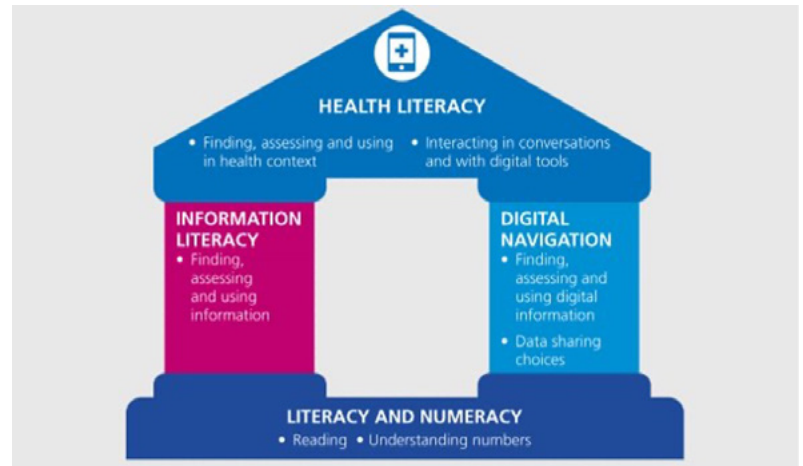 HEALTH LITERACY
• Finding, assessing and using
in health context
• Interacting in conversations
and with digital tools
INFORMATION
LITERACY
• Finding,
assessing
and using
information
DIGITAL
NAVIGATION
• Finding,
assessing and
using digital
information
• Data sharing
choices
LITERACY AND NUMERACY
• Reading • Understanding numbers